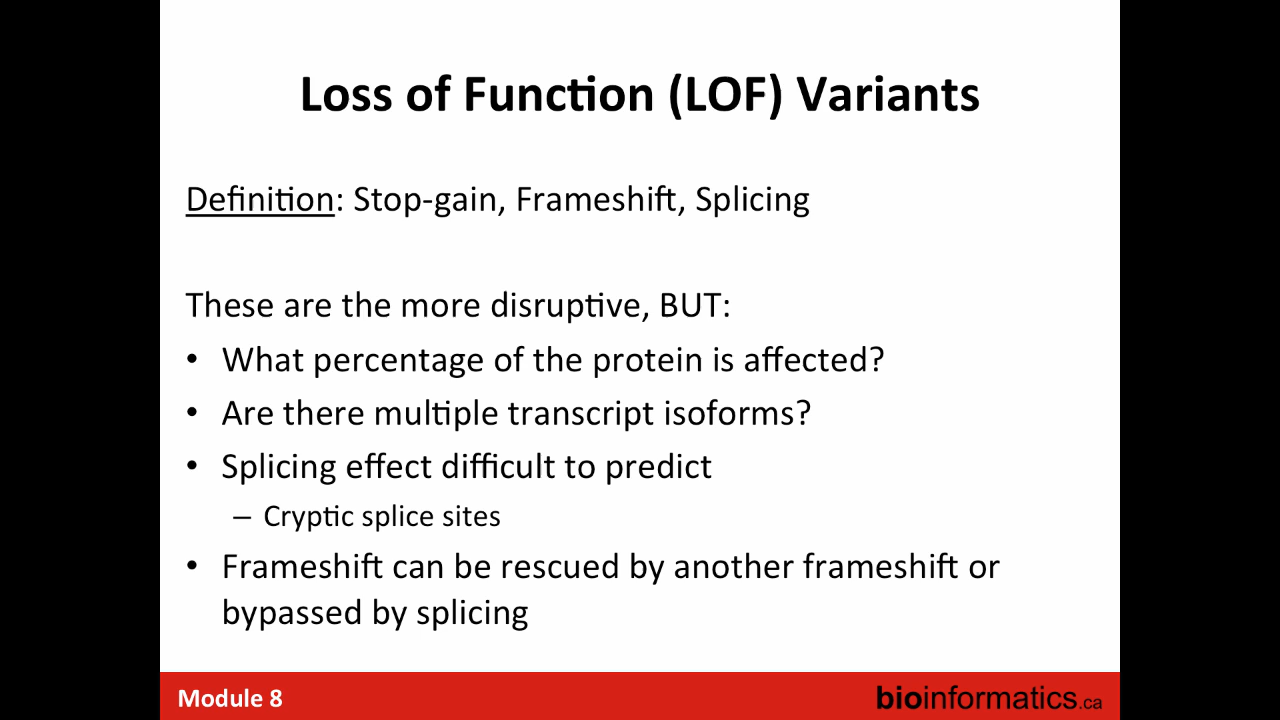 Loss of Function (LOF) Variants
Definition: Stop-gain, Frameshift, Splicing
These are the more disruptive, BUT:
• What percentage of the protein is affected?
• Are there multiple transcript isoforms?
• Splicing effect difficult to predict
– Cryptic splice sites
• Frameshift can be rescued by another frameshift or
bypassed by splicing
Module 8
bioinformatics.ca